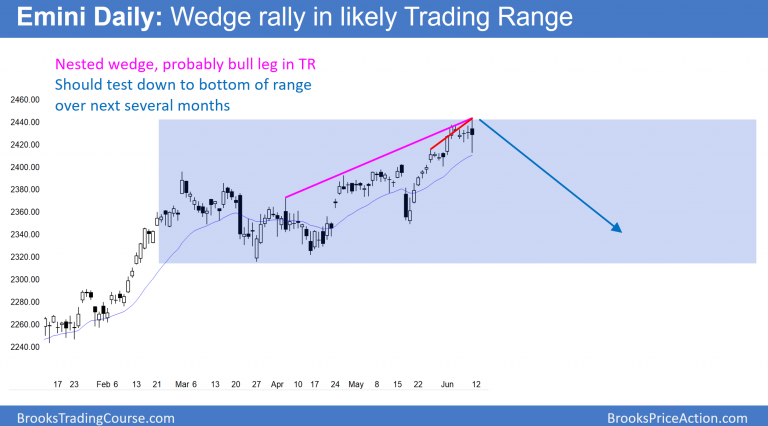 Emini Daily: Wedge rally in likely Trading Range
Nested wedge, probably bull leg in TR
Should test down to bottom of range
over next several months
2460.00
2440.00
2420.00
2400.00
2380.00
2360.00
2340.00
2320.00
2300.00
2280.00
2260.00
2240.00
17 23 Feb 6 13 21 Mar 6 13 20 27 Apr 10 17 24 May 8 15 22 Jun 12
BrooksTradingCourse.com BrooksPriceAction.com